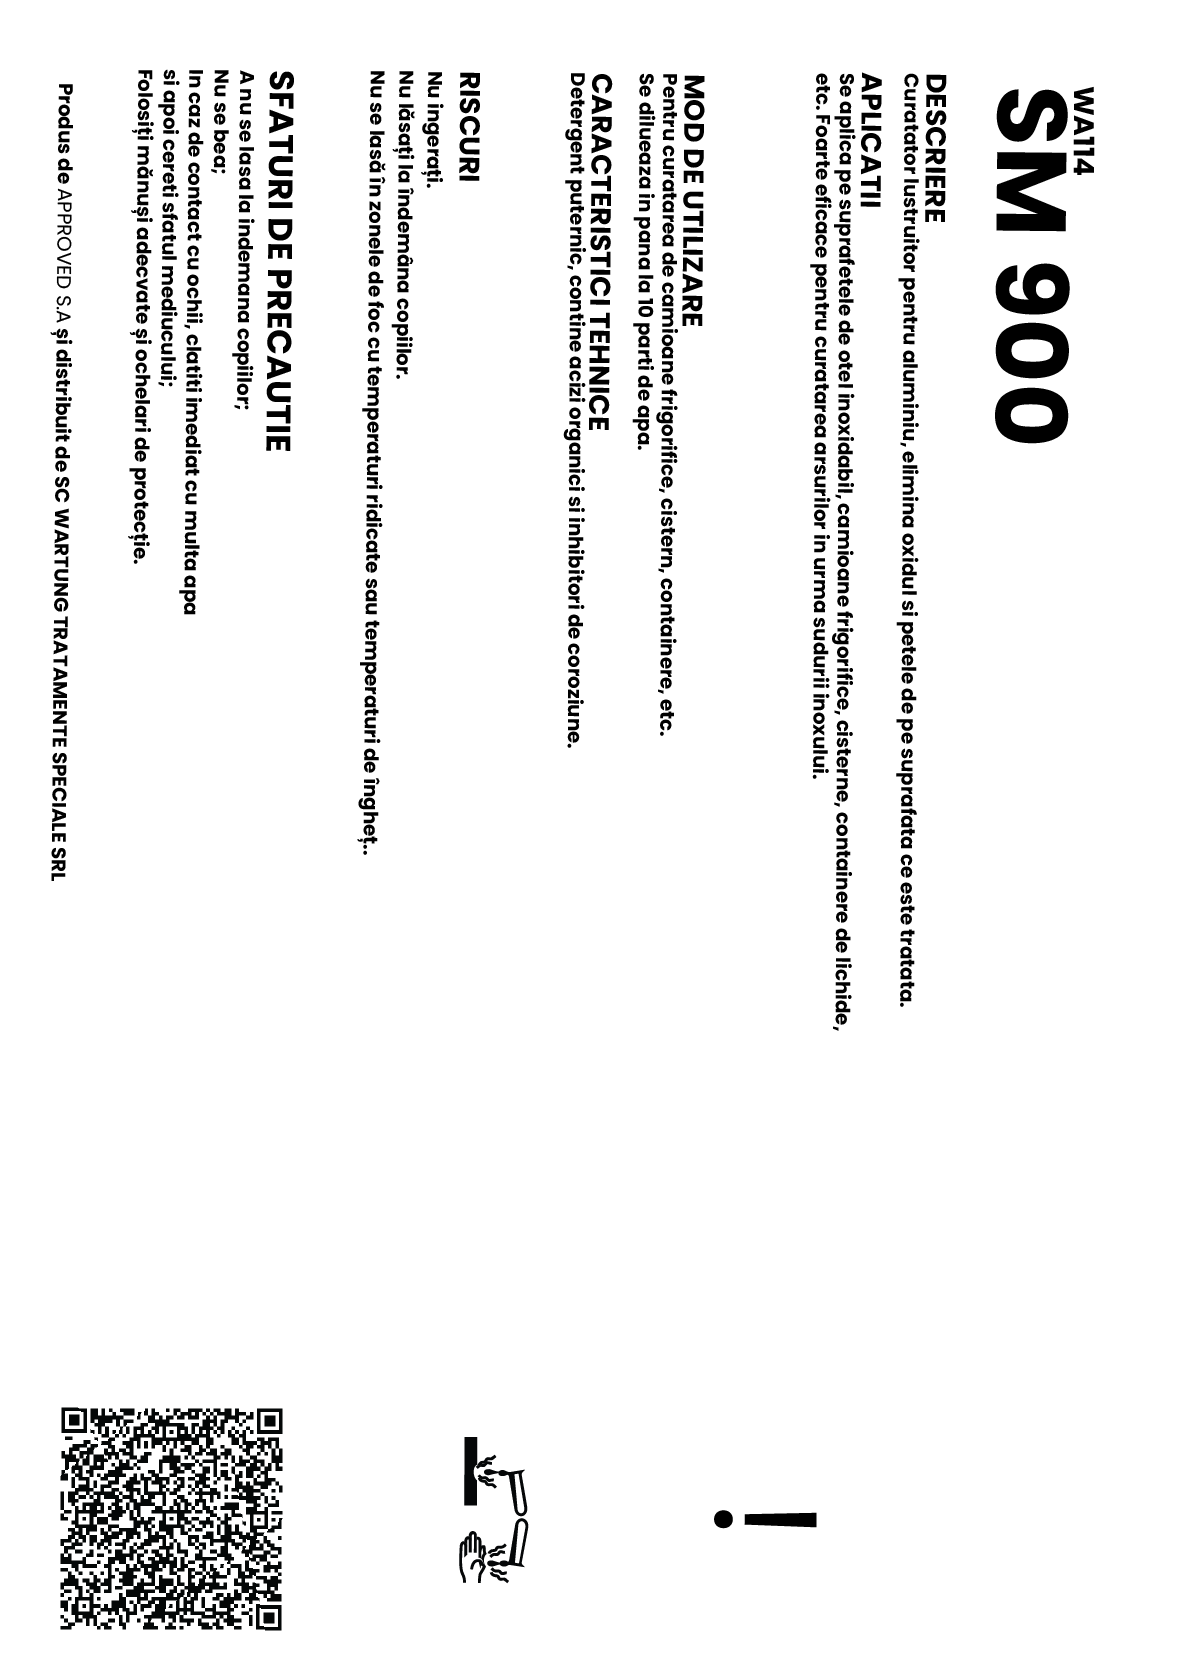 WA114
SM 900
DESCRIERE
Curatator lustruitor pentru aluminiu, elimina oxidul si petele de pe suprafata ce este tratata.
APLICATII
Se aplica pe suprafetele de otel inoxidabil, camioane frigorifice, cisterne, containere de lichide,
etc. Foarte eficace pentru curatarea arsurilor in urma sudurii inoxului.
MOD DE UTILIZARE
Pentru curatarea de camioane frigorifice, cistern, containere, etc.
Se dilueaza in pana la 10 parti de apa.
CARACTERISTICI TEHNICE
Detergent puternic, contine acizi organici si inhibitori de coroziune.
RISCURI
Nu ingerați.
Nu lăsați la îndemâna copiilor.
Nu se lasă în zonele de foc cu temperaturi ridicate sau temperaturi de îngheț..
SFATURI DE PRECAUTIE
A nu se lasa la indemana copiilor;
Nu se bea;
In caz de contact cu ochii, clatiti imediat cu multa apa
si apoi cereti sfatul mediucului;
Folosiți mănuși adecvate și ochelari de protecție.
Produs de APPROVED S.A și distribuit de SC WARTUNG TRATAMENTE SPECIALE SRL